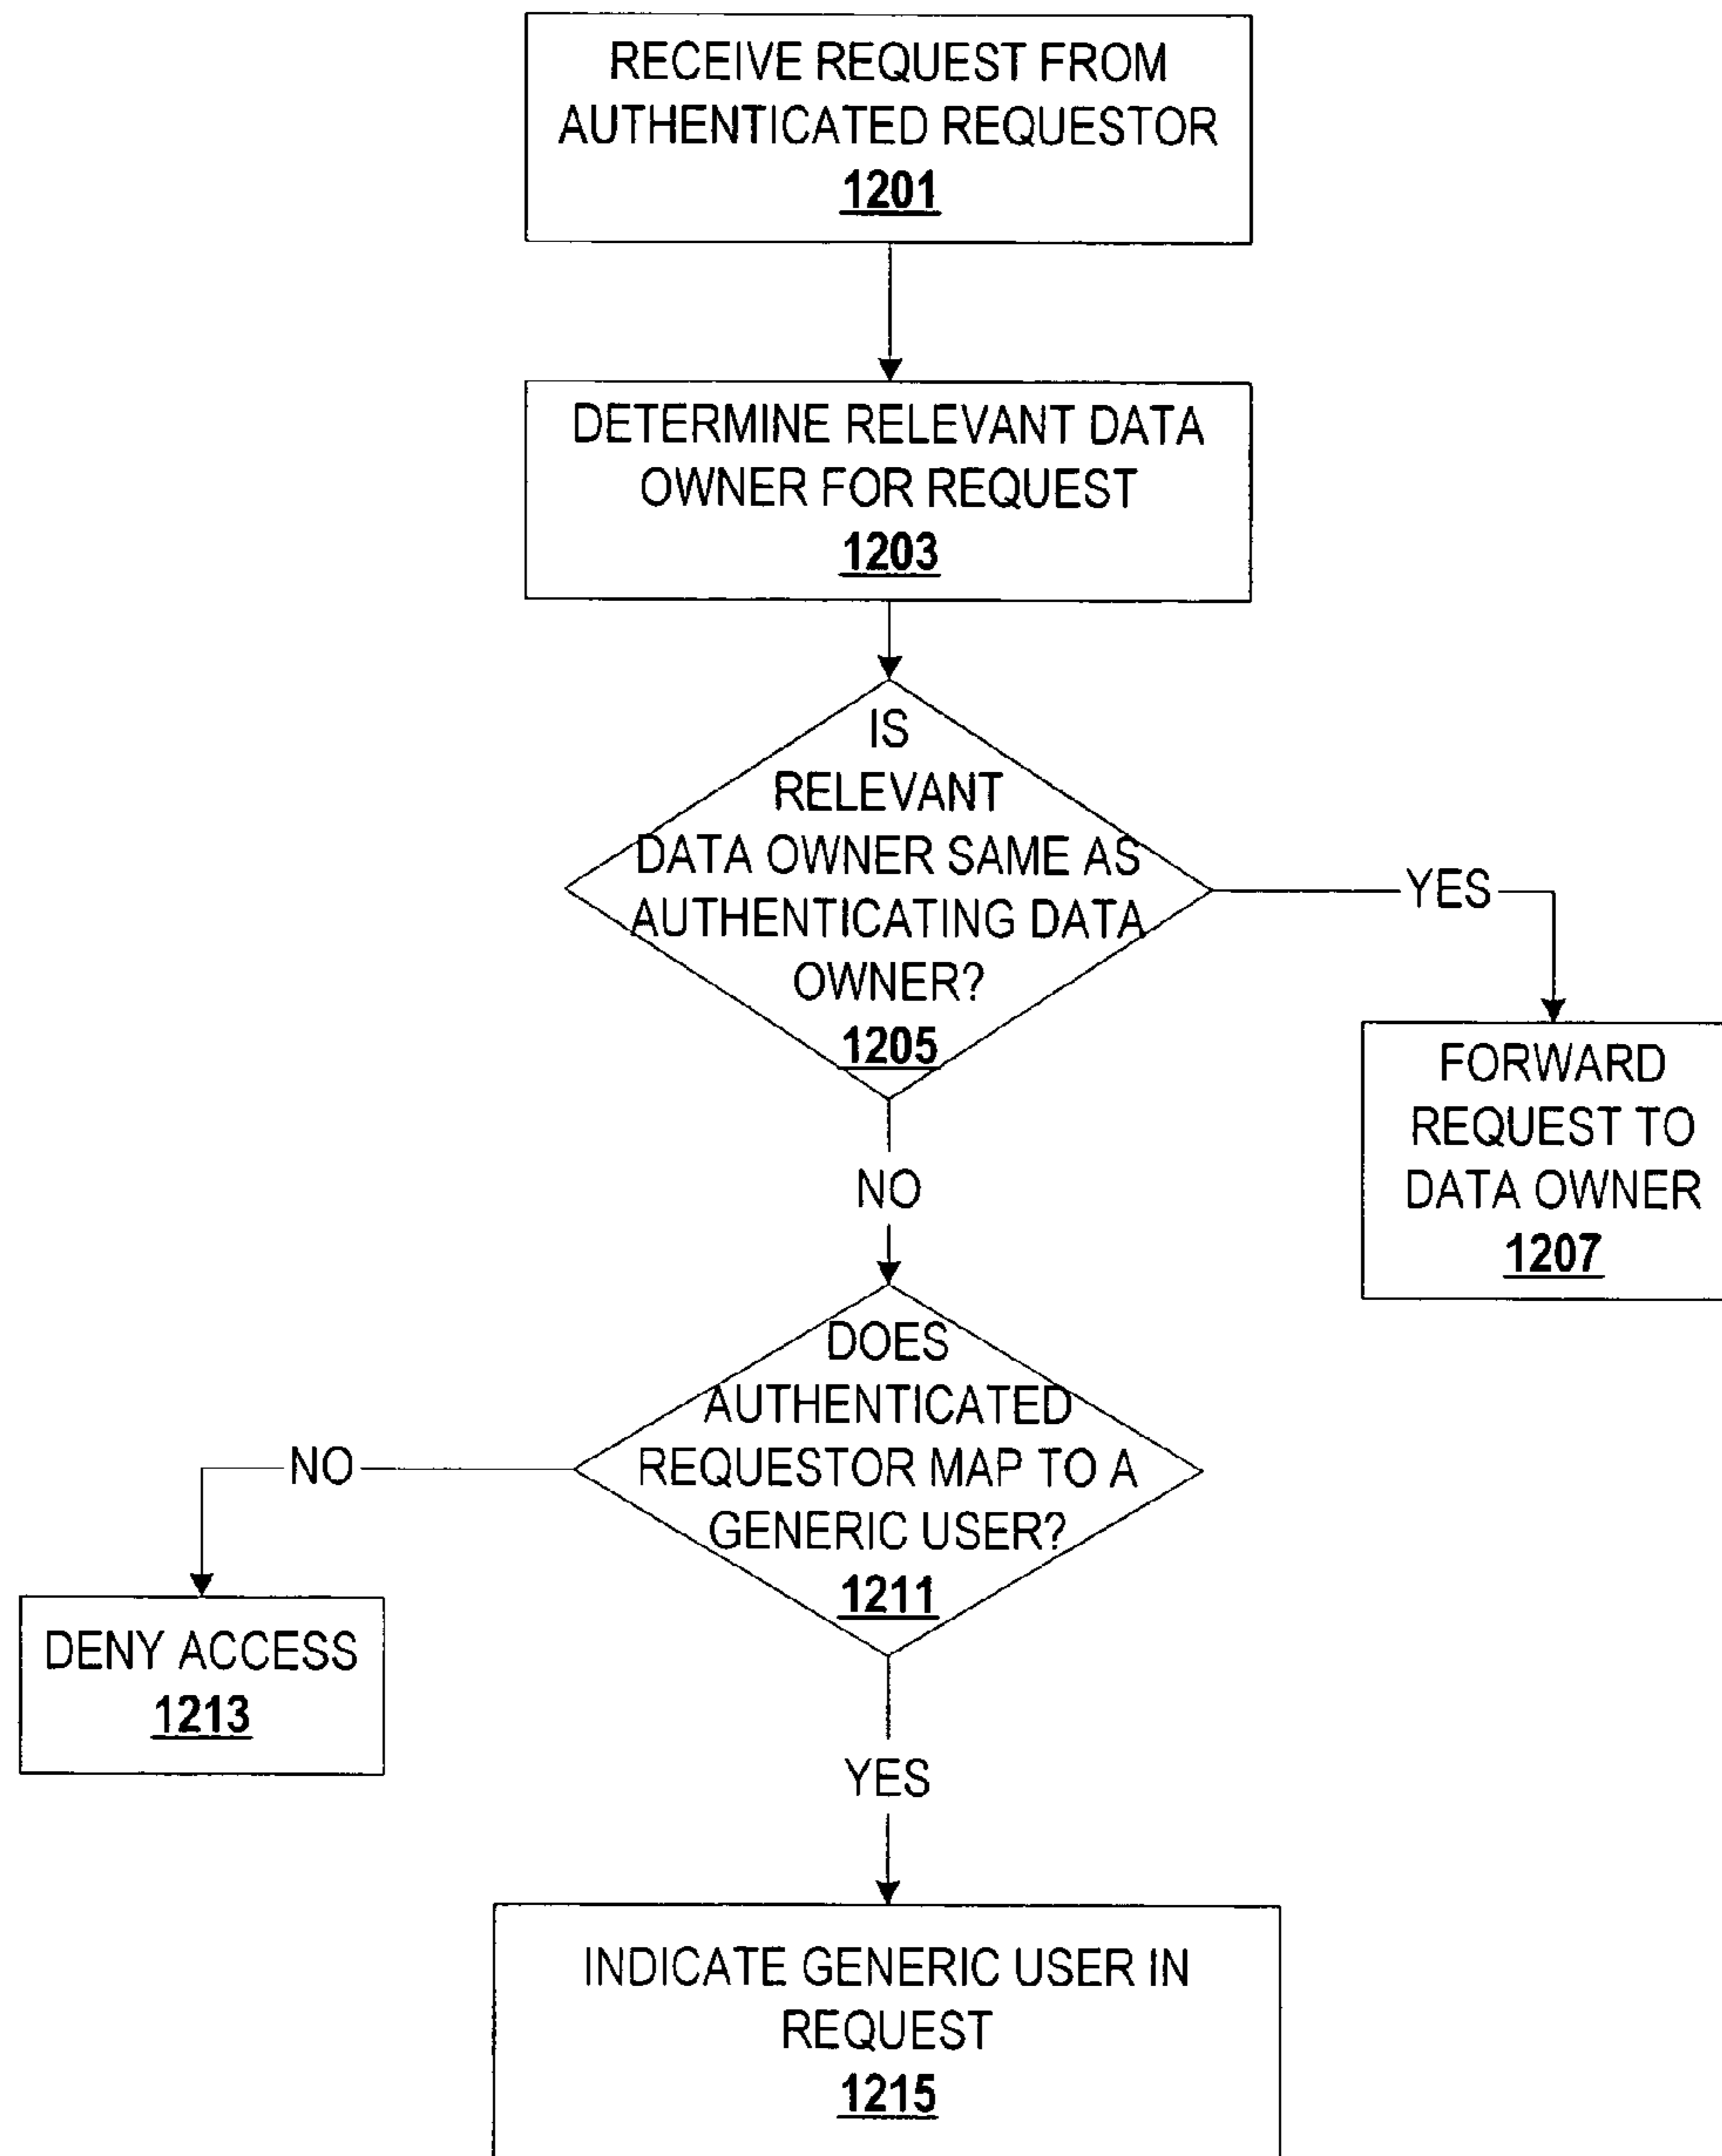 RECEIVE REQUEST FROM
AUTHENTICATED REQUESTOR
1201
DETERMINE RELEVANT DATA
OWNER FOR REQUEST
1203
IS
RELEVANT
DATA OWNER SAME AS
AUTHENTICATING DATA
OWNER?
1205
YES
FORWARD
REQUEST TO
DATA OWNER
1207
NO
DOES
AUTHENTICATED
REQUESTOR MAP TO A
GENERIC USER?
1211
NO
DENY ACCESS
1213
YES
INDICATE GENERIC USER IN
REQUEST
1215